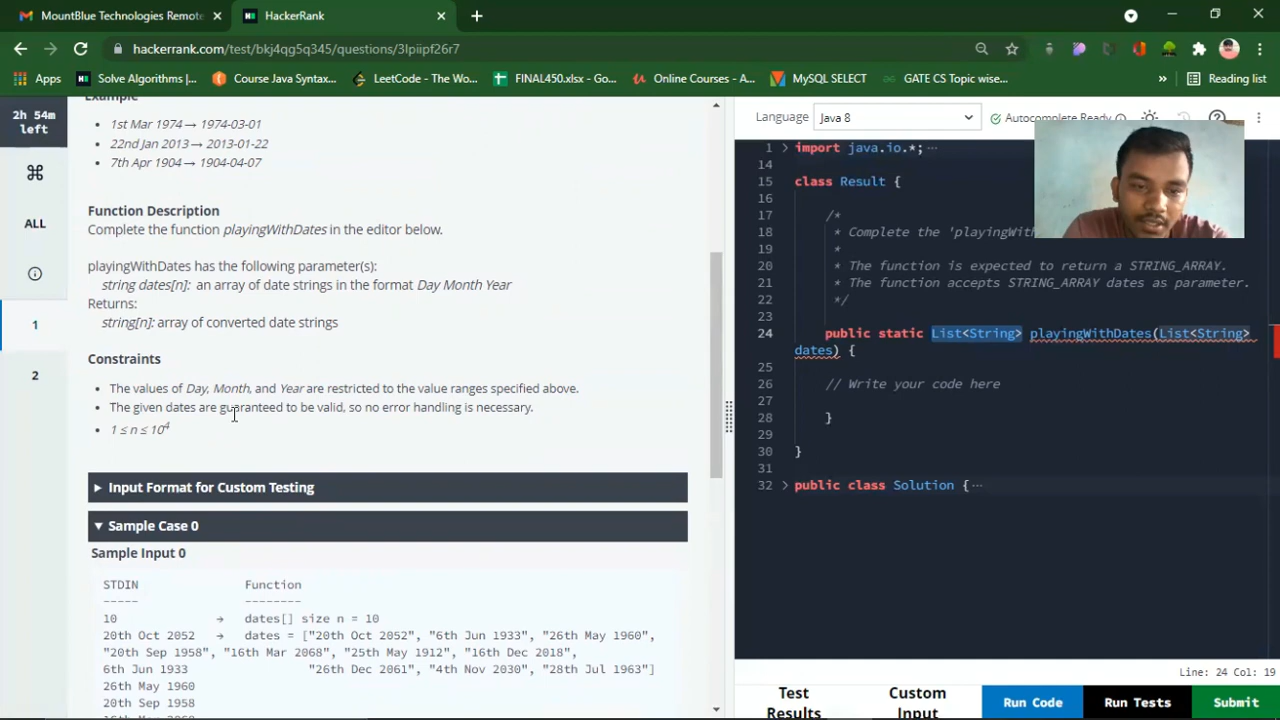 MountBlue Technologies Remote
HackerRank
hackerrank.com/test/bkj4qg5q345/questions/3lpiipf26r7
Apps
Solve Algorithms |...
Course Java Syntax...
LeetCode - The Wo...
FINAL450.xlsx - Go...
Online Courses - A...
MySQL SELECT
GATE CS Topic wise...
»
Reading list
2h 54m
left
ALL
1
2
Example
1st Mar 1974 → 1974-03-01
22nd Jan 2013 → 2013-01-22
7th Apr 1904 → 1904-04-07
Function Description
Complete the function playingWithDates in the editor below.
playingWithDates has the following parameter(s):
string dates[n]: an array of date strings in the format Day Month Year
Returns:
string[n]: array of converted date strings
Constraints
The values of Day, Month, and Year are restricted to the value ranges specified above.
The given dates are guaranteed to be valid, so no error handling is necessary.
1 ≤ n ≤ 10⁴
Input Format for Custom Testing
Sample Case 0
Sample Input 0
STDIN Function
----- --------
10 → dates[] size n = 10
20th Oct 2052 → dates = ["20th Oct 2052", "6th Jun 1933", "26th May 1960",
"20th Sep 1958", "16th Mar 2068", "25th May 1912", "16th Dec 2018",
6th Jun 1933 "26th Dec 2061", "4th Nov 2030", "28th Jul 1963"]
26th May 1960
20th Sep 1958
Language
Java 8
Autocomplete Ready
1 import java.io.*;
14
15 class Result {
16
17 /*
18 * Complete the 'playingWith
19 *
20 * The function is expected to return a STRING_ARRAY.
21 * The function accepts STRING_ARRAY dates as parameter.
22 */
23
24 public static List<String> playingWithDates(List<String>
dates) {
25
26 // Write your code here
27
28 }
29
30 }
31
32 public class Solution {
Line: 24 Col: 19
Test
Results
Custom
Input
Run Code
Run Tests
Submit